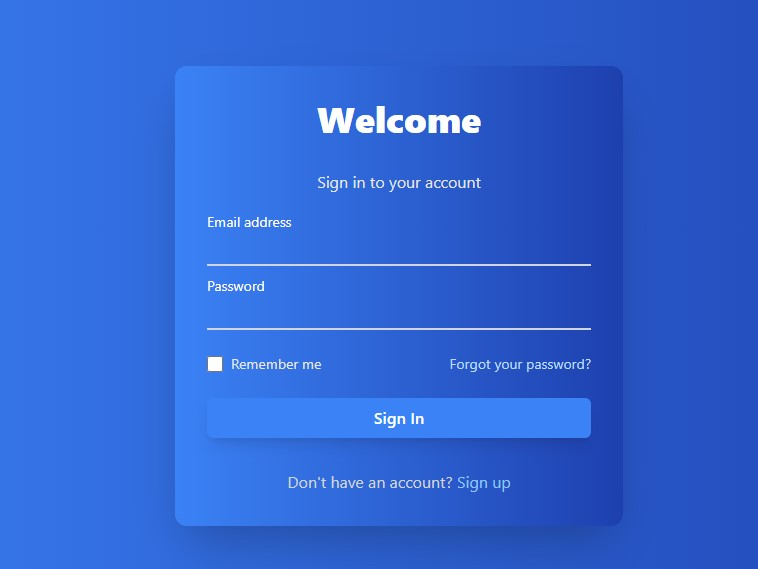 Welcome
Sign in to your account
Email address
Password
Remember me
Forgot your password?
Sign In
Don't have an account? Sign up